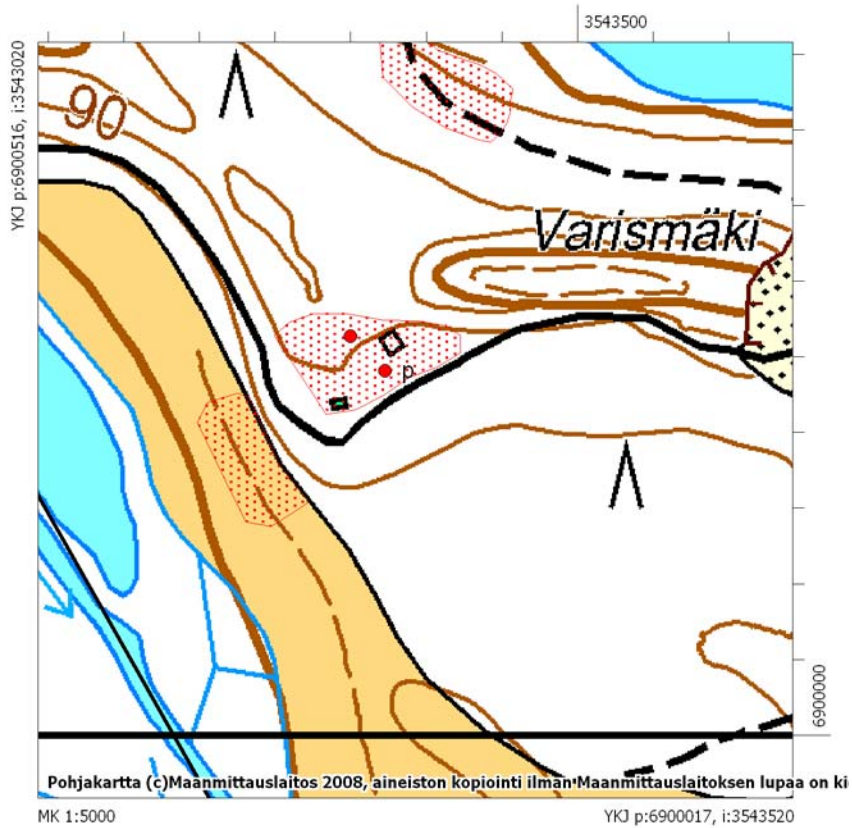 3543500
YKJ p:6900516, i:3543020
90
Varismäki
p
6900000
Pohjakartta (c)Maanmittauslaitos 2008, aineiston kopiointi ilman Maanmittauslaitoksen lupaa on ki
MK 1:5000
YKJ p:6900017, i:3543520